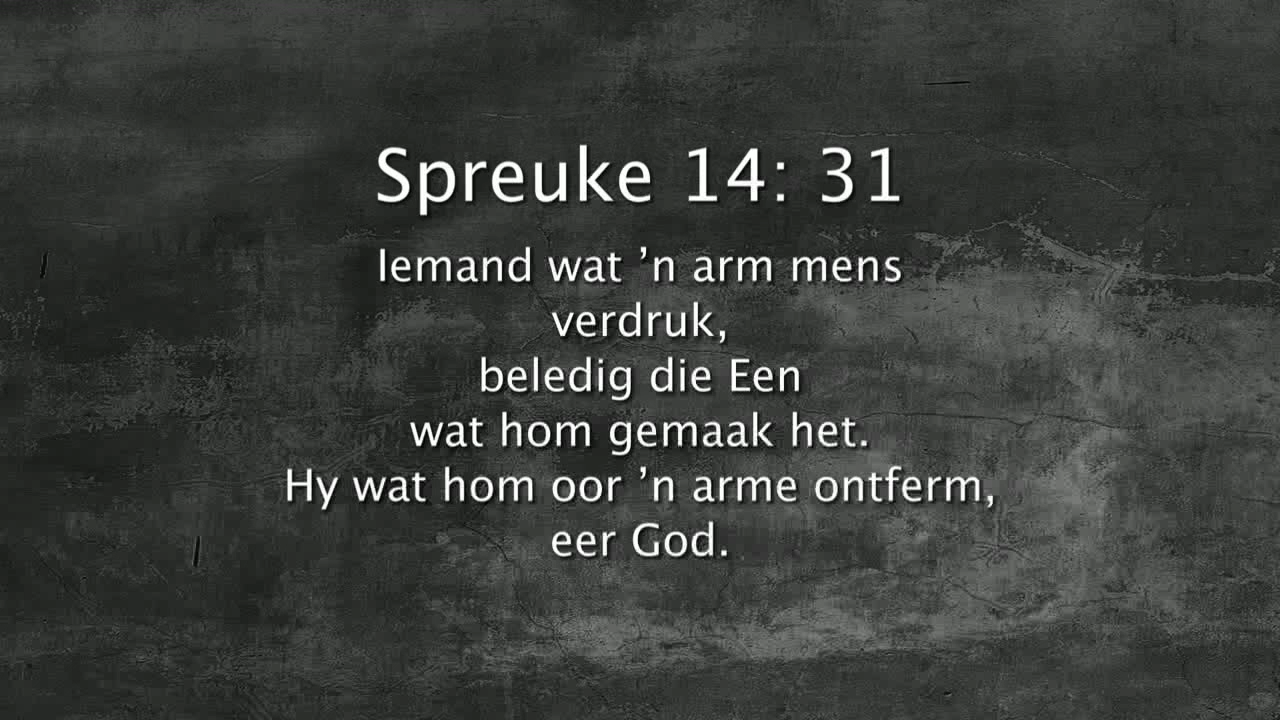 Spreuke 14: 31
Iemand wat ’n arm mens
verdruk,
beledig die Een
wat hom gemaak het.
Hy wat hom oor ’n arme ontferm,
eer God.